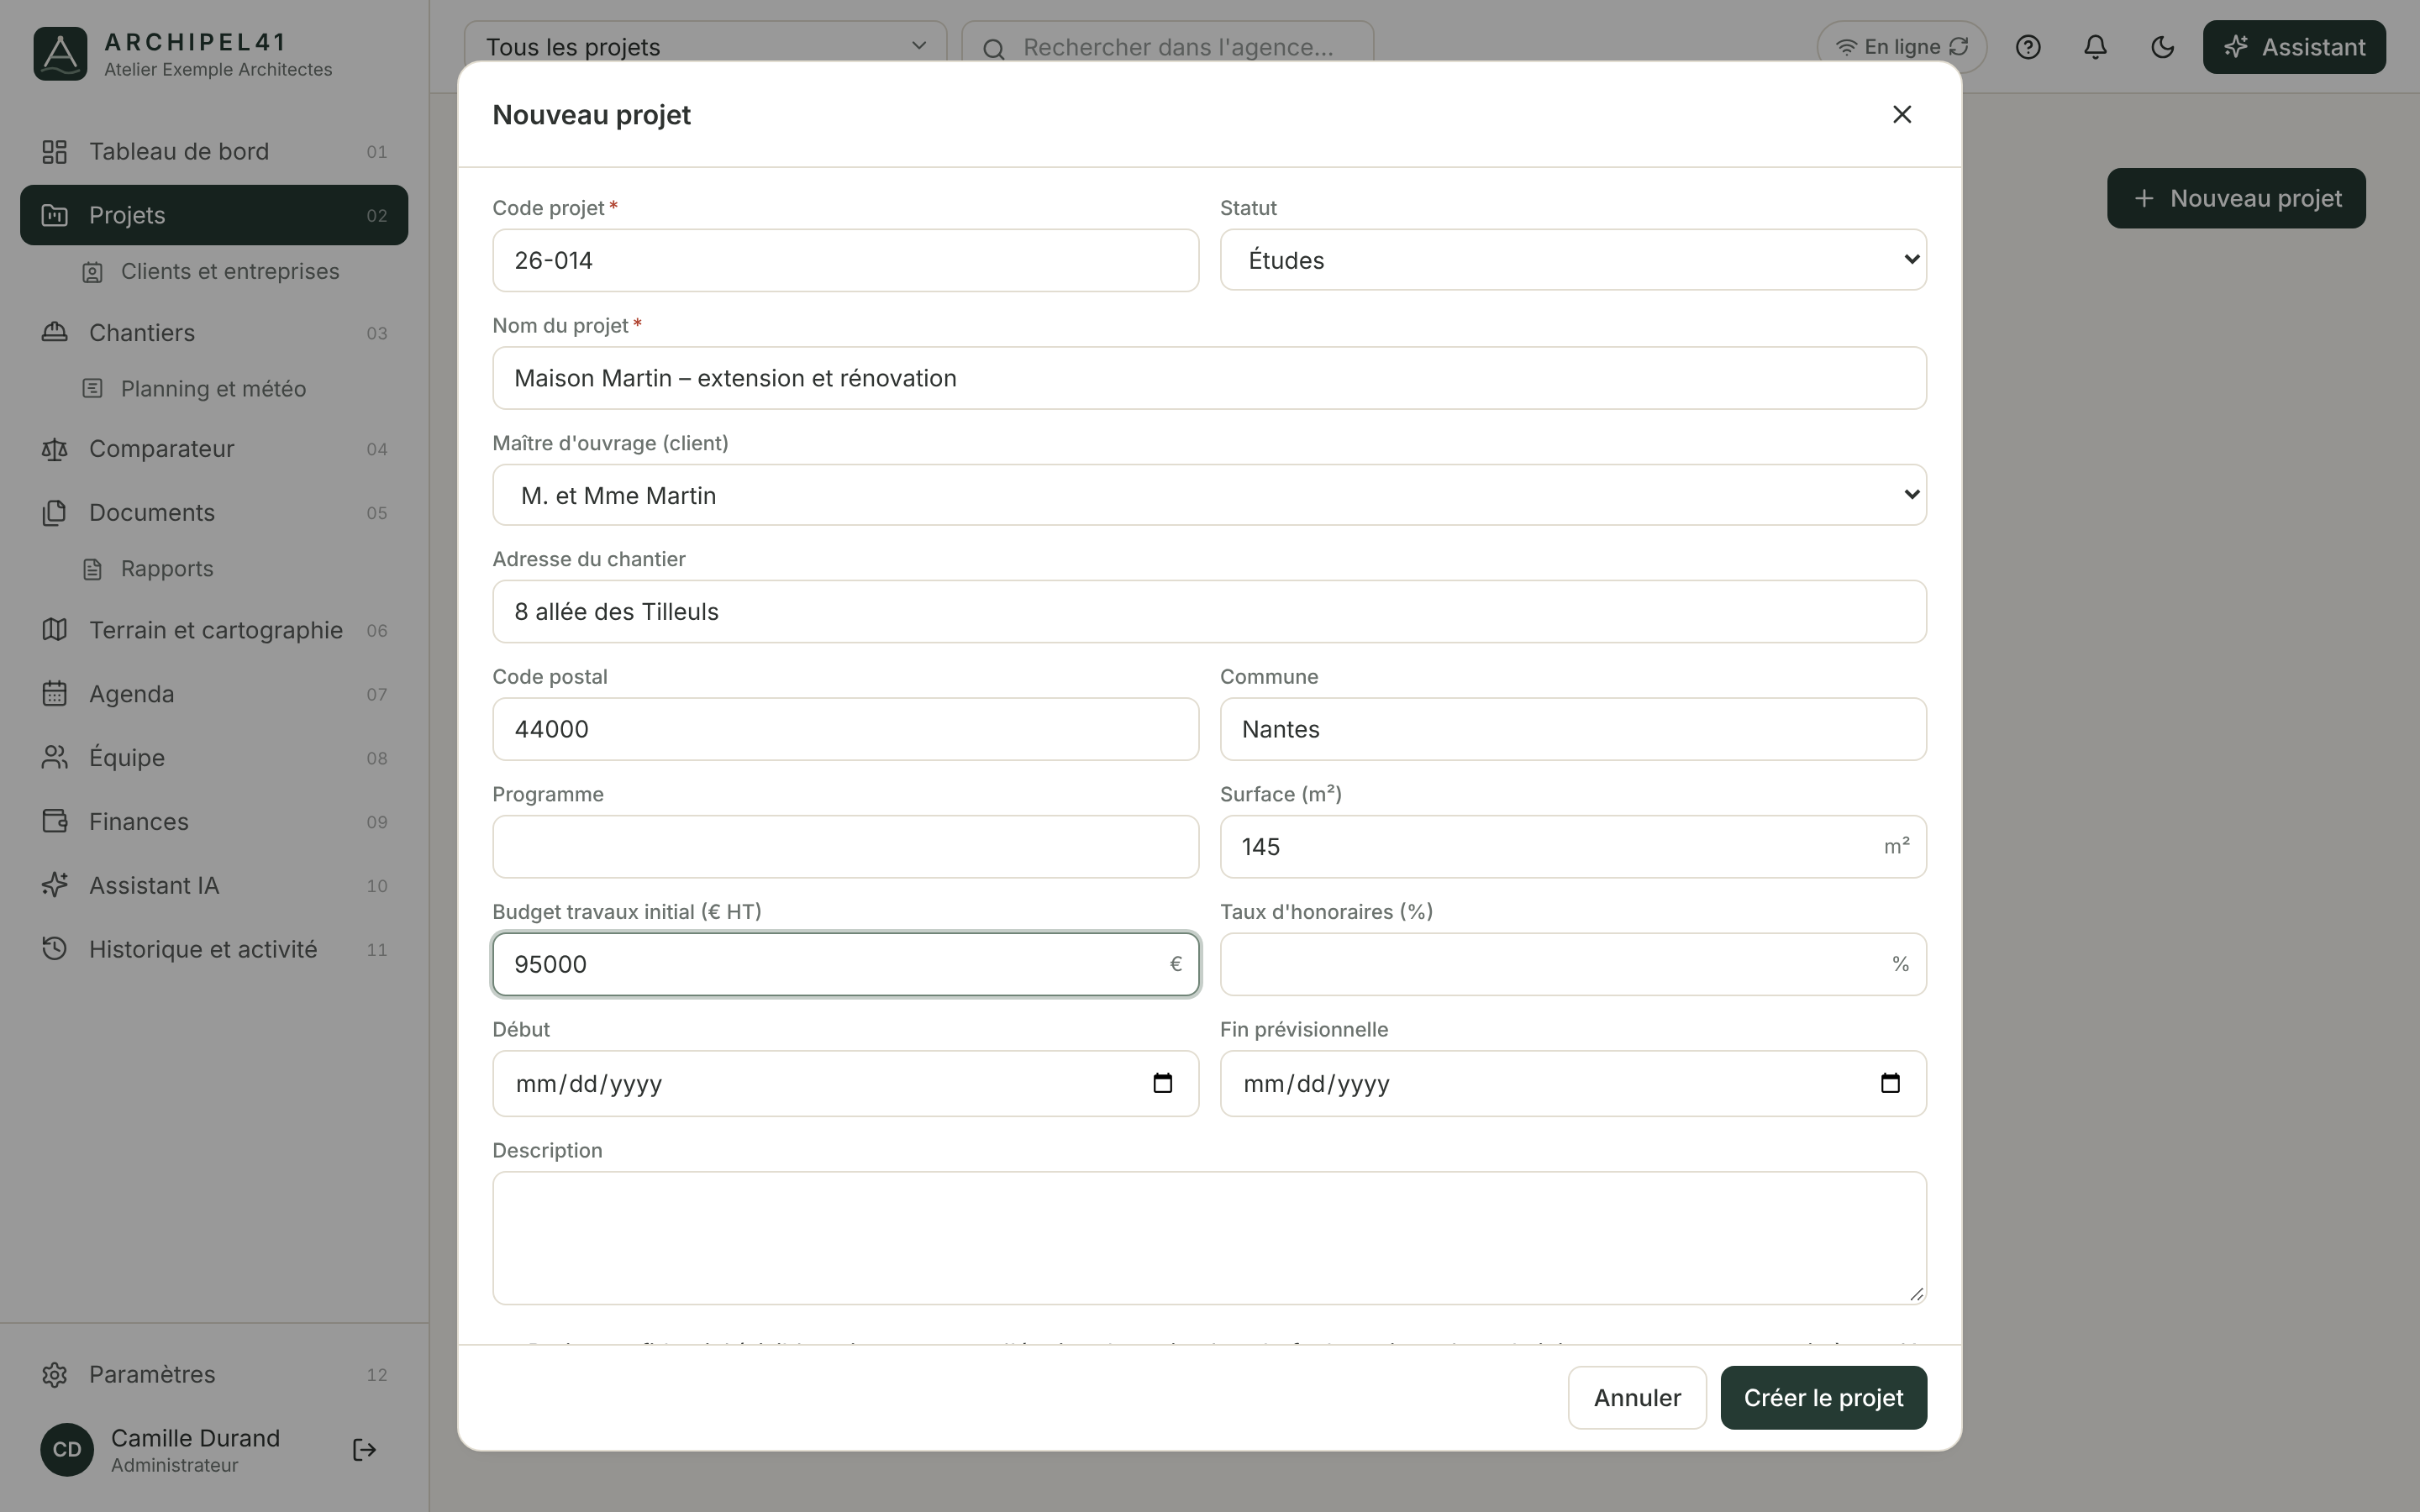 ARCHIPEL41
Atelier Exemple Architectes
Tableau de bord 01
Projets 02
Clients et entreprises
Chantiers 03
Planning et météo
Comparateur 04
Documents 05
Rapports
Terrain et cartographie 06
Agenda 07
Équipe 08
Finances 09
Assistant IA 10
Historique et activité 11
Paramètres 12
CD
Camille Durand
Administrateur
Tous les projets
Rechercher dans l'agence...
En ligne
Assistant
Nouveau projet
Nouveau projet
Code projet *
26-014
Statut
Études
Nom du projet *
Maison Martin – extension et rénovation
Maître d'ouvrage (client)
M. et Mme Martin
Adresse du chantier
8 allée des Tilleuls
Code postal
44000
Commune
Nantes
Programme
Surface (m²)
145 m²
Budget travaux initial (€ HT)
95000 €
Taux d'honoraires (%)
%
Début
mm/dd/yyyy
Fin prévisionnelle
mm/dd/yyyy
Description
Annuler
Créer le projet